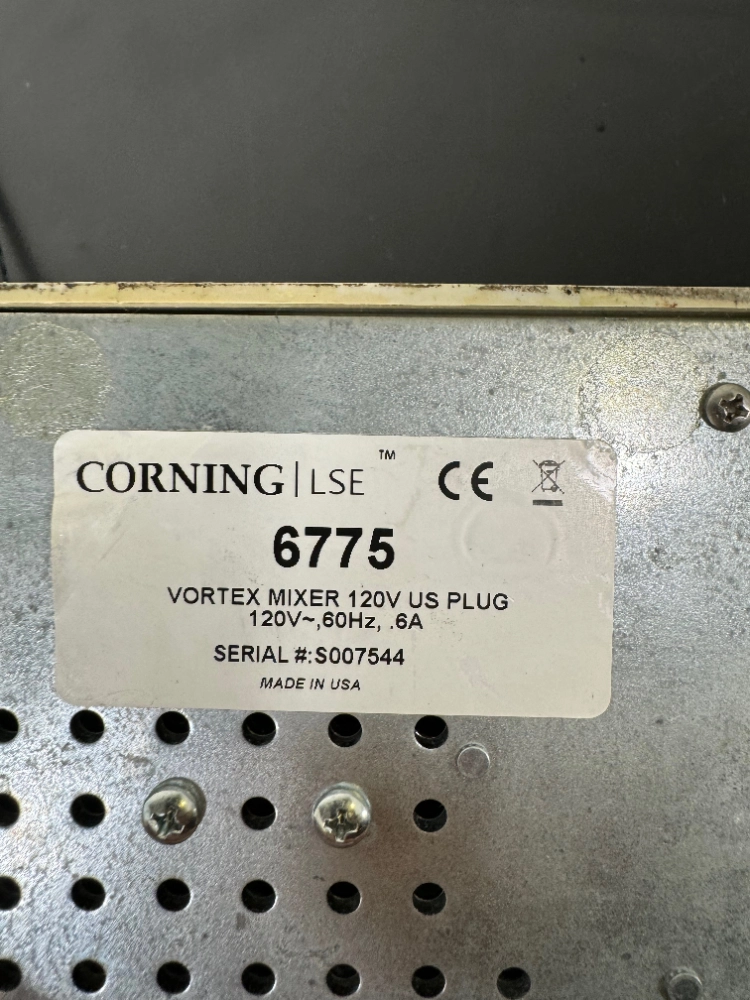 CORNING | LSE ™ CE
6775
VORTEX MIXER 120V US PLUG
120V~,60Hz, .6A
SERIAL #:S007544
MADE IN USA